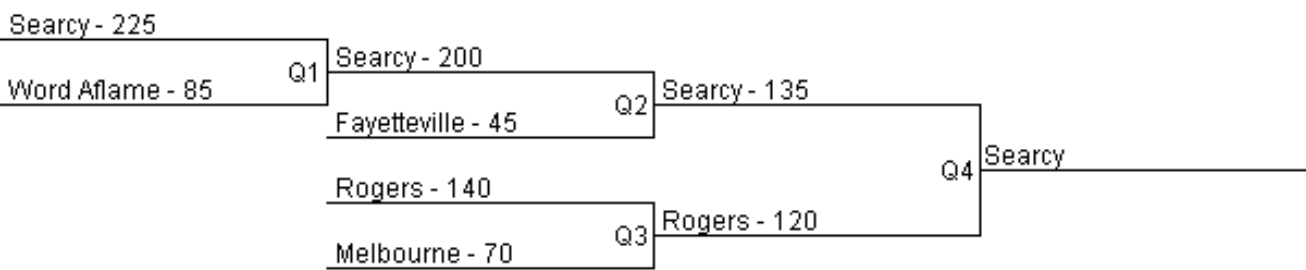 Searcy - 225
Word Aflame - 85
Q1
Searcy - 200
Fayetteville - 45
Q2
Rogers - 140
Melbourne - 70
Q3
Searcy - 135
Rogers - 120
Q4
Searcy